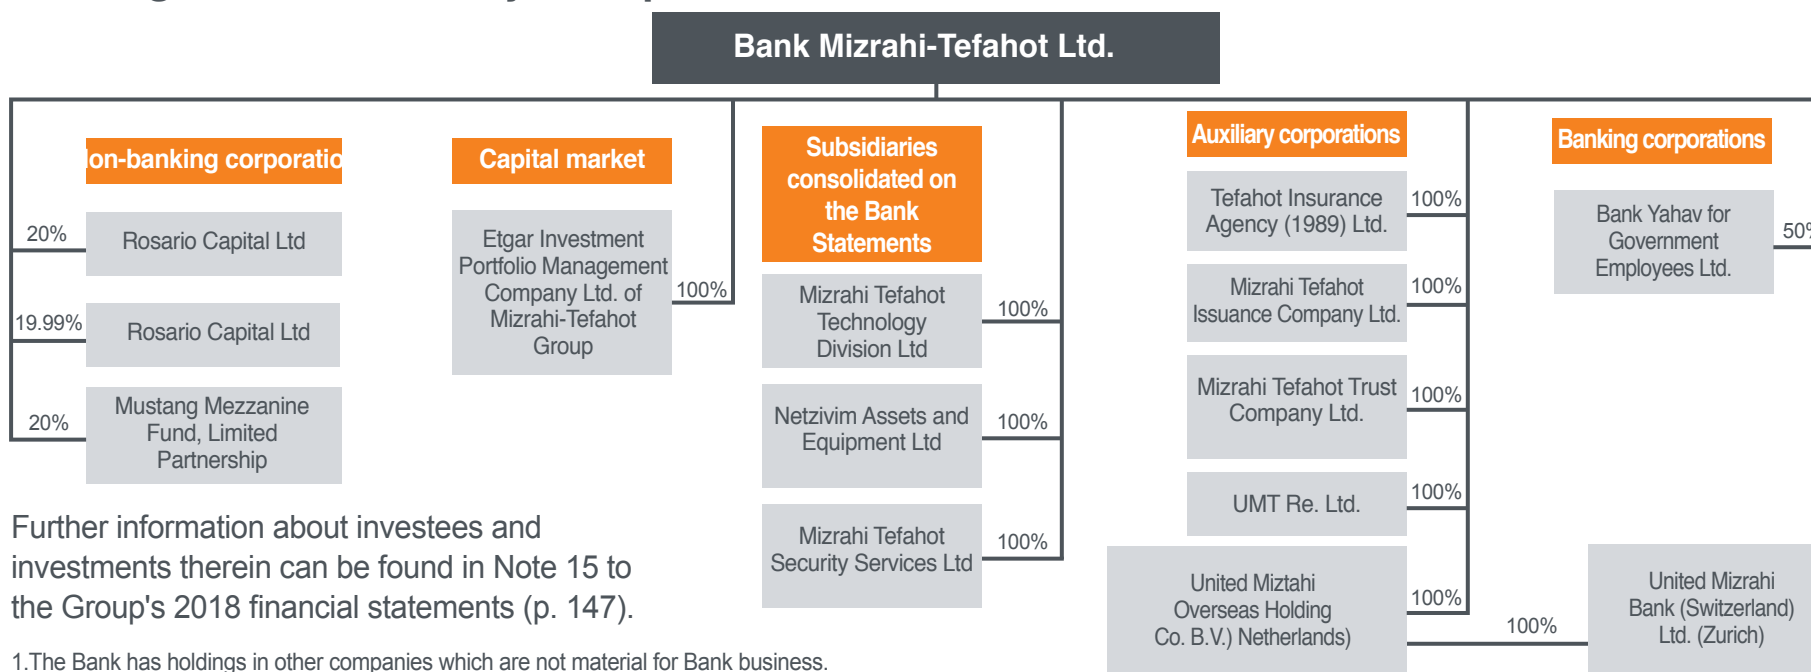 Bank Mizrahi-Tefahot Ltd.
Non-banking corporatio
20%
Rosario Capital Ltd
19.99%
Rosario Capital Ltd
20%
Mustang Mezzanine
Fund, Limited
Partnership
Capital market
Etgar Investment
Portfolio Management
Company Ltd. of
Mizrahi-Tefahot
Group
100%
Subsidiaries
consolidated on
the Bank
Statements
Mizrahi Tefahot
Technology
Division Ltd
100%
Netzivim Assets and
Equipment Ltd
100%
Mizrahi Tefahot
Security Services Ltd
100%
Auxiliary corporations
Tefahot Insurance
Agency (1989) Ltd.
100%
Mizrahi Tefahot
Issuance Company Ltd.
100%
Mizrahi Tefahot Trust
Company Ltd.
100%
UMT Re. Ltd.
100%
United Miztahi
Overseas Holding
Co. B.V.) Netherlands)
100%
100%
Banking corporations
Bank Yahav for
Government
Employees Ltd.
50%
United Mizrahi
Bank (Switzerland)
Ltd. (Zurich)
Further information about investees and
investments therein can be found in Note 15 to
the Group's 2018 financial statements (p. 147).
1.The Bank has holdings in other companies which are not material for Bank business.